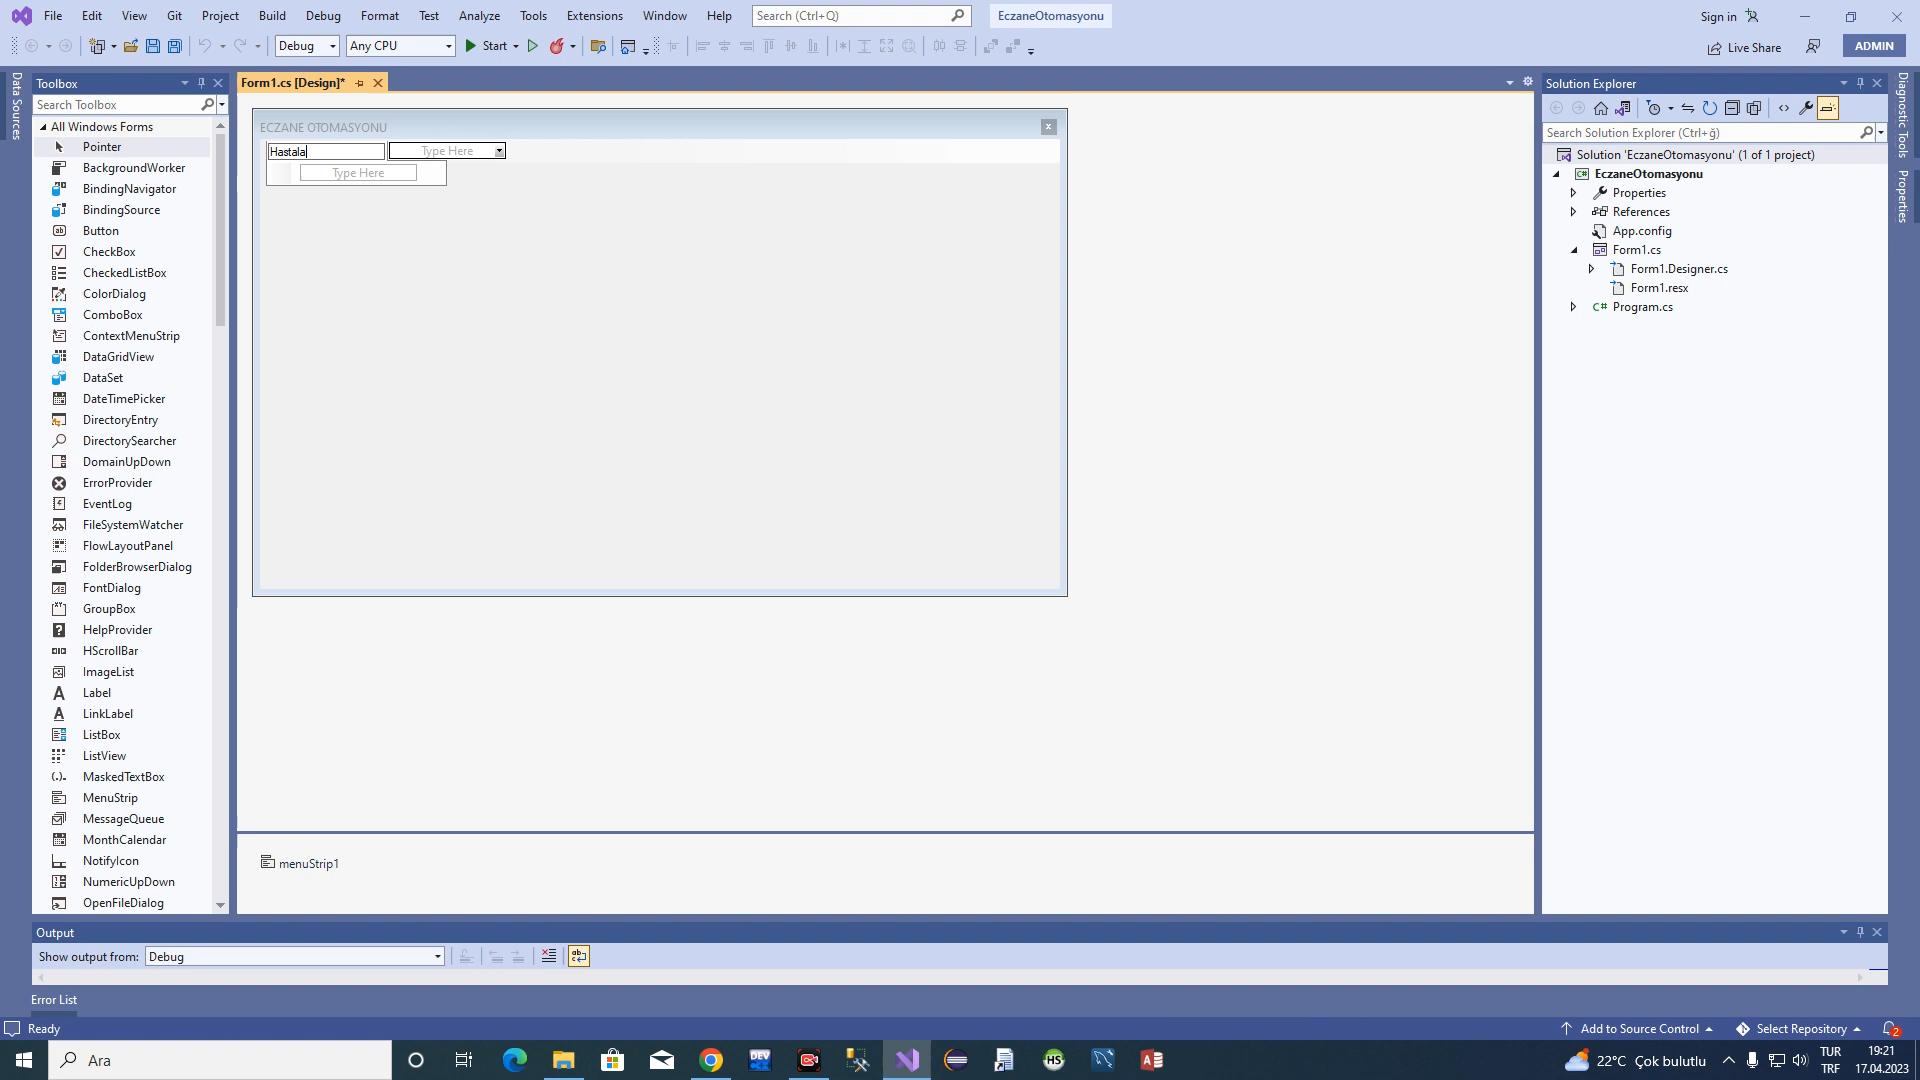 File Edit View Git Project Build Debug Format Test Analyze Tools Extensions Window Help Search (Ctrl+Q) EczaneOtomasyonu Sign in
Debug Any CPU Start Live Share ADMIN
Data Sources
Toolbox
Search Toolbox
All Windows Forms
Pointer
BackgroundWorker
BindingNavigator
BindingSource
Button
CheckBox
CheckedListBox
ColorDialog
ComboBox
ContextMenuStrip
DataGridView
DataSet
DateTimePicker
DirectoryEntry
DirectorySearcher
DomainUpDown
ErrorProvider
EventLog
FileSystemWatcher
FlowLayoutPanel
FolderBrowserDialog
FontDialog
GroupBox
HelpProvider
HScrollBar
ImageList
Label
LinkLabel
ListBox
ListView
MaskedTextBox
MenuStrip
MessageQueue
MonthCalendar
NotifyIcon
NumericUpDown
OpenFileDialog
Form1.cs [Design]*
ECZANE OTOMASYONU
Hastala Type Here
Type Here
menuStrip1
Solution Explorer
Search Solution Explorer (Ctrl+ğ)
Solution 'EczaneOtomasyonu' (1 of 1 project)
C# EczaneOtomasyonu
Properties
References
App.config
Form1.cs
Form1.Designer.cs
Form1.resx
C# Program.cs
Diagnostic Tools
Properties
Output
Show output from: Debug
Error List
Ready Add to Source Control Select Repository 2
Ara DEV HS 22°C Çok bulutlu TUR 19:21
TRF 17.04.2023